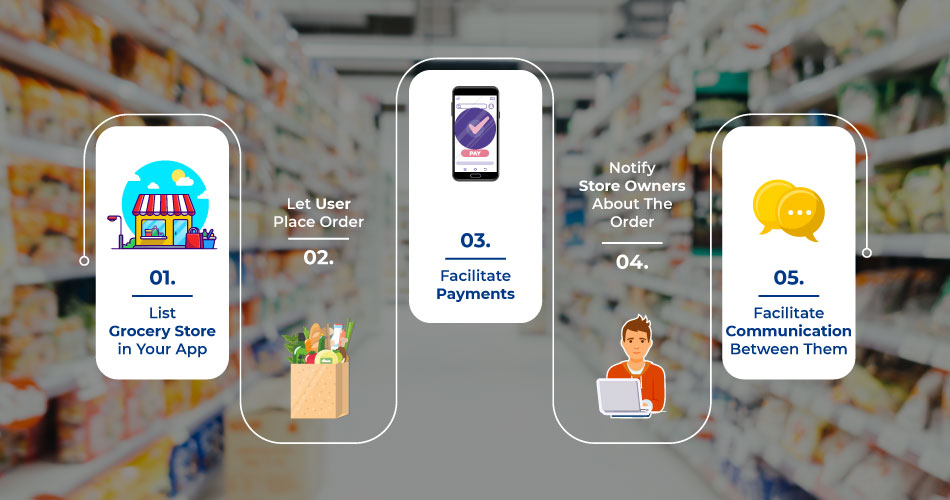 01.
List
Grocery Store
in Your App
Let User
Place Order
02.
PAY
03.
Facilitate
Payments
Notify
Store Owners
About The
Order
04.
05.
Facilitate
Communication
Between Them